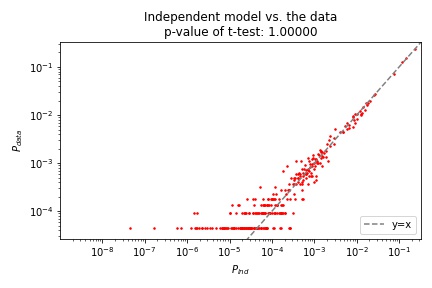 Independent model vs. the data
p-value of t-test: 1.00000
P_data
10⁻¹
10⁻²
10⁻³
10⁻⁴
y=x
10⁻⁸ 10⁻⁷ 10⁻⁶ 10⁻⁵ 10⁻⁴ 10⁻³ 10⁻² 10⁻¹
P_ind